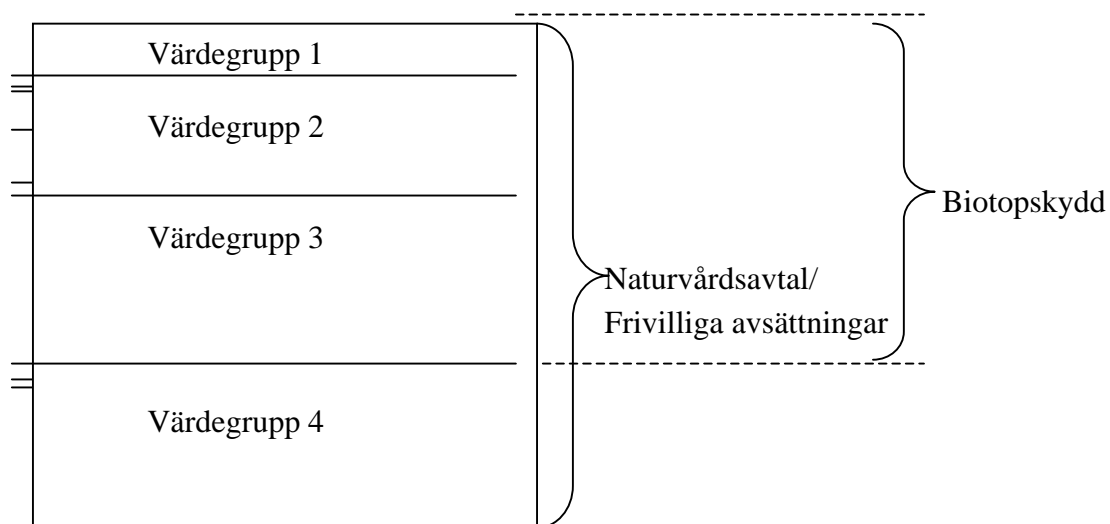 Värdegrupp 1
Värdegrupp 2
Värdegrupp 3
Värdegrupp 4
Naturvårdsavtal/
Frivilliga avsättningar
Biotopskydd